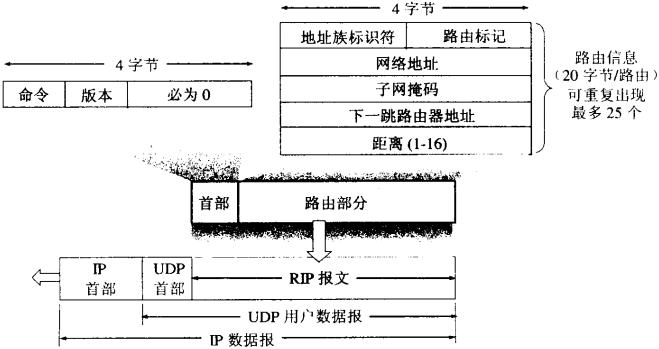 4 字节
地址族标识符 路由标记
网络地址
子网掩码
下一跳路由器地址
距离 (1-16)
路由信息
（20 字节/路由）
可重复出现
最多 25 个
4 字节
命令 版本 必为 0
首部 路由部分
IP
首部
UDP
首部
RIP 报文
UDP 用户数据报
IP 数据报